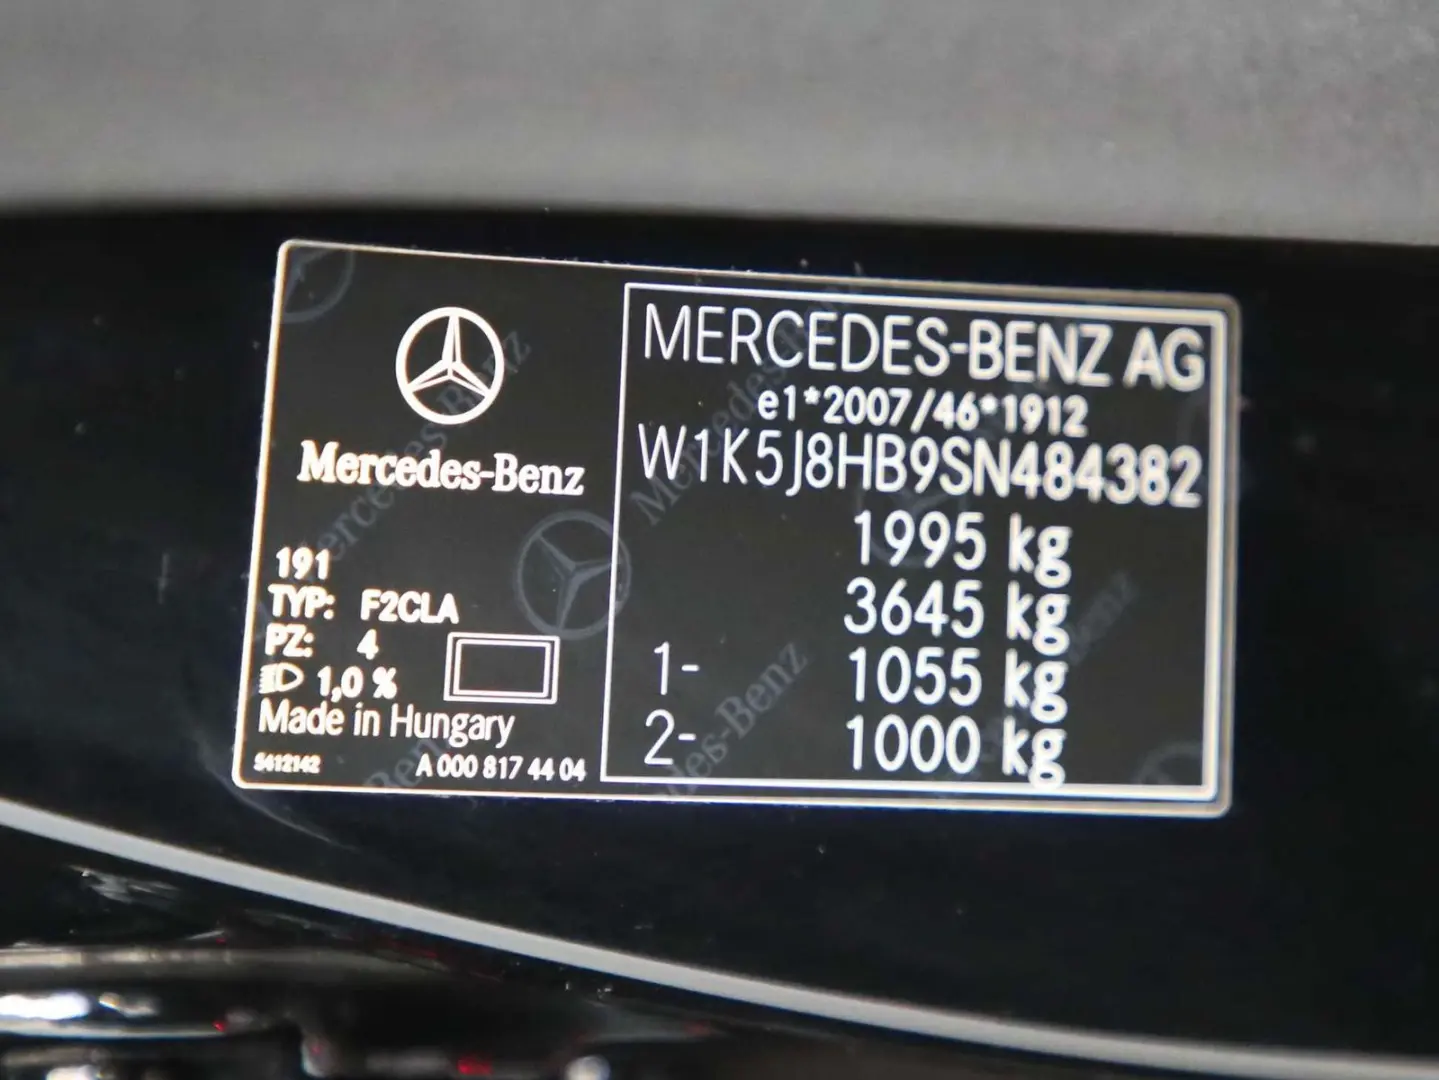 Mercedes-Benz
191
TYP: F2CLA
PZ: 4
1,0 %
Made in Hungary
5412142
A 000 817 44 04
MERCEDES-BENZ AG
e1*2007/46*1912
W1K5J8HB9SN484382
1995 kg
3645 kg
1- 1055 kg
2- 1000 kg